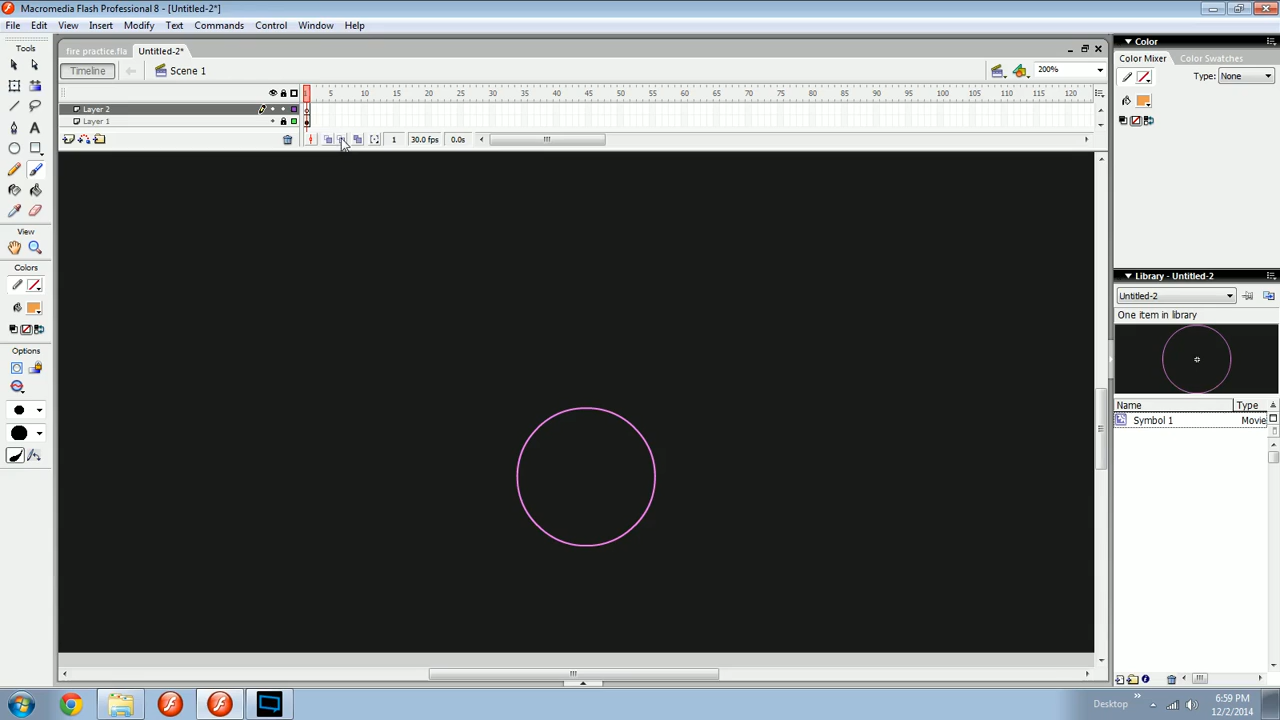 Macromedia Flash Professional 8 - [Untitled-2*]
File Edit View Insert Modify Text Commands Control Window Help
Tools
fire practice.fla Untitled-2*
Timeline Scene 1 200%
5 10 15 20 25 30 35 40 45 50 55 60 65 70 75 80 85 90 95 100 105 110 115 120
Layer 2
Layer 1
1 30.0 fps 0.0s
View
Colors
Options
Color
Color Mixer Color Swatches
Type: None
Library - Untitled-2
Untitled-2
One item in library
Name Type
Symbol 1 Movie
Desktop
6:59 PM
12/2/2014